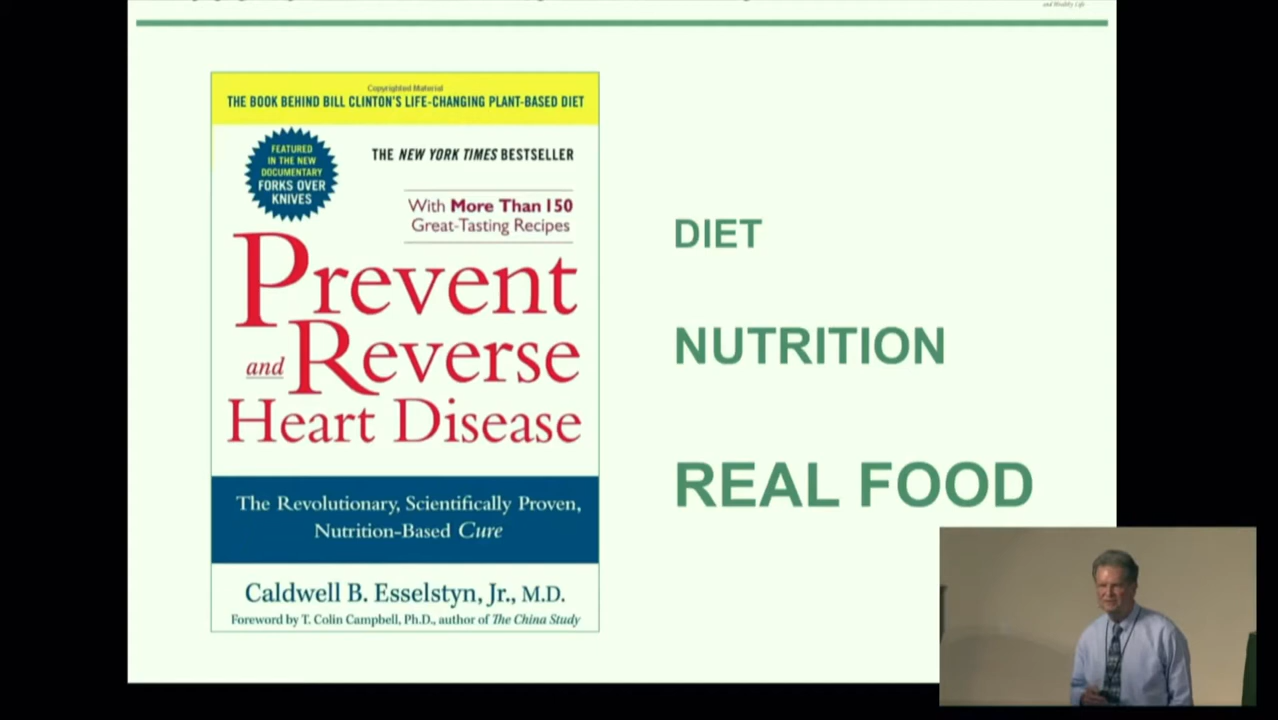 and Wealthy Life
Copyrighted Material
THE BOOK BEHIND BILL CLINTON'S LIFE-CHANGING PLANT-BASED DIET
FEATURED
IN THE NEW
DOCUMENTARY
FORKS OVER
KNIVES
THE NEW YORK TIMES BESTSELLER
With More Than 150
Great-Tasting Recipes
Prevent
and Reverse
Heart Disease
The Revolutionary, Scientifically Proven,
Nutrition-Based Cure
Caldwell B. Esselstyn, Jr., M.D.
Foreword by T. Colin Campbell, Ph.D., author of The China Study
DIET
NUTRITION
REAL FOOD